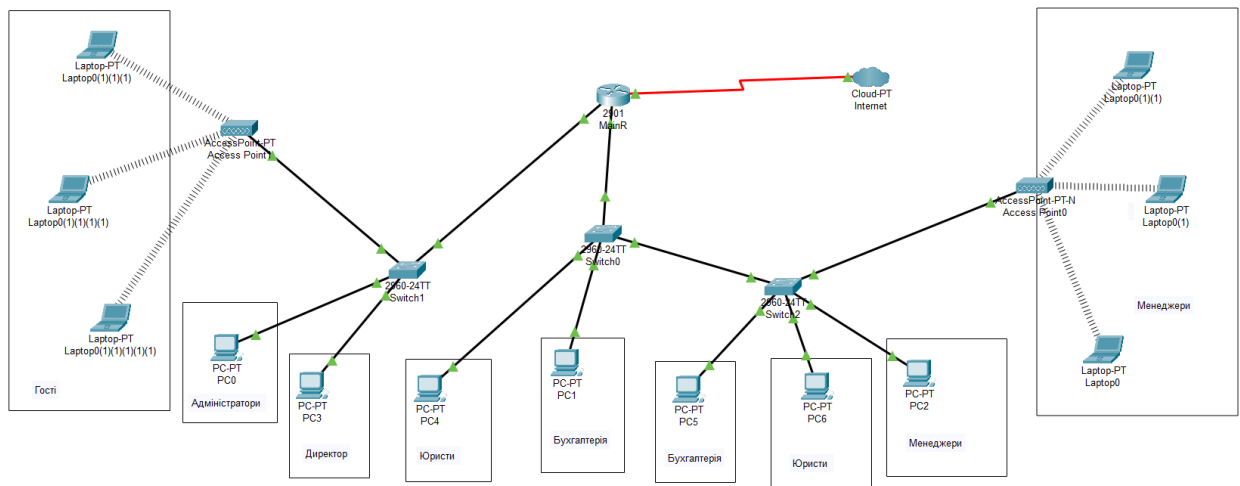 Laptop-PT
Laptop0(1)(1)(1)
AccessPoint-PT
Access Point
Laptop-PT
Laptop0(1)(1)(1)(1)
Laptop-PT
Laptop0(1)(1)(1)(1)(1)
Гості
2901
MainR
Cloud-PT
Internet
2960-24TT
Switch1
2960-24TT
Switch0
2960-24TT
Switch2
AccessPoint-PT-N
Access Point0
Laptop-PT
Laptop0(1)(1)
Laptop-PT
Laptop0(1)
Менеджери
Laptop-PT
Laptop0
PC-PT
PC0
Адміністратори
PC-PT
PC3
Директор
PC-PT
PC4
Юристи
PC-PT
PC1
Бухгалтерія
PC-PT
PC5
Бухгалтерія
PC-PT
PC6
Юристи
PC-PT
PC2
Менеджери